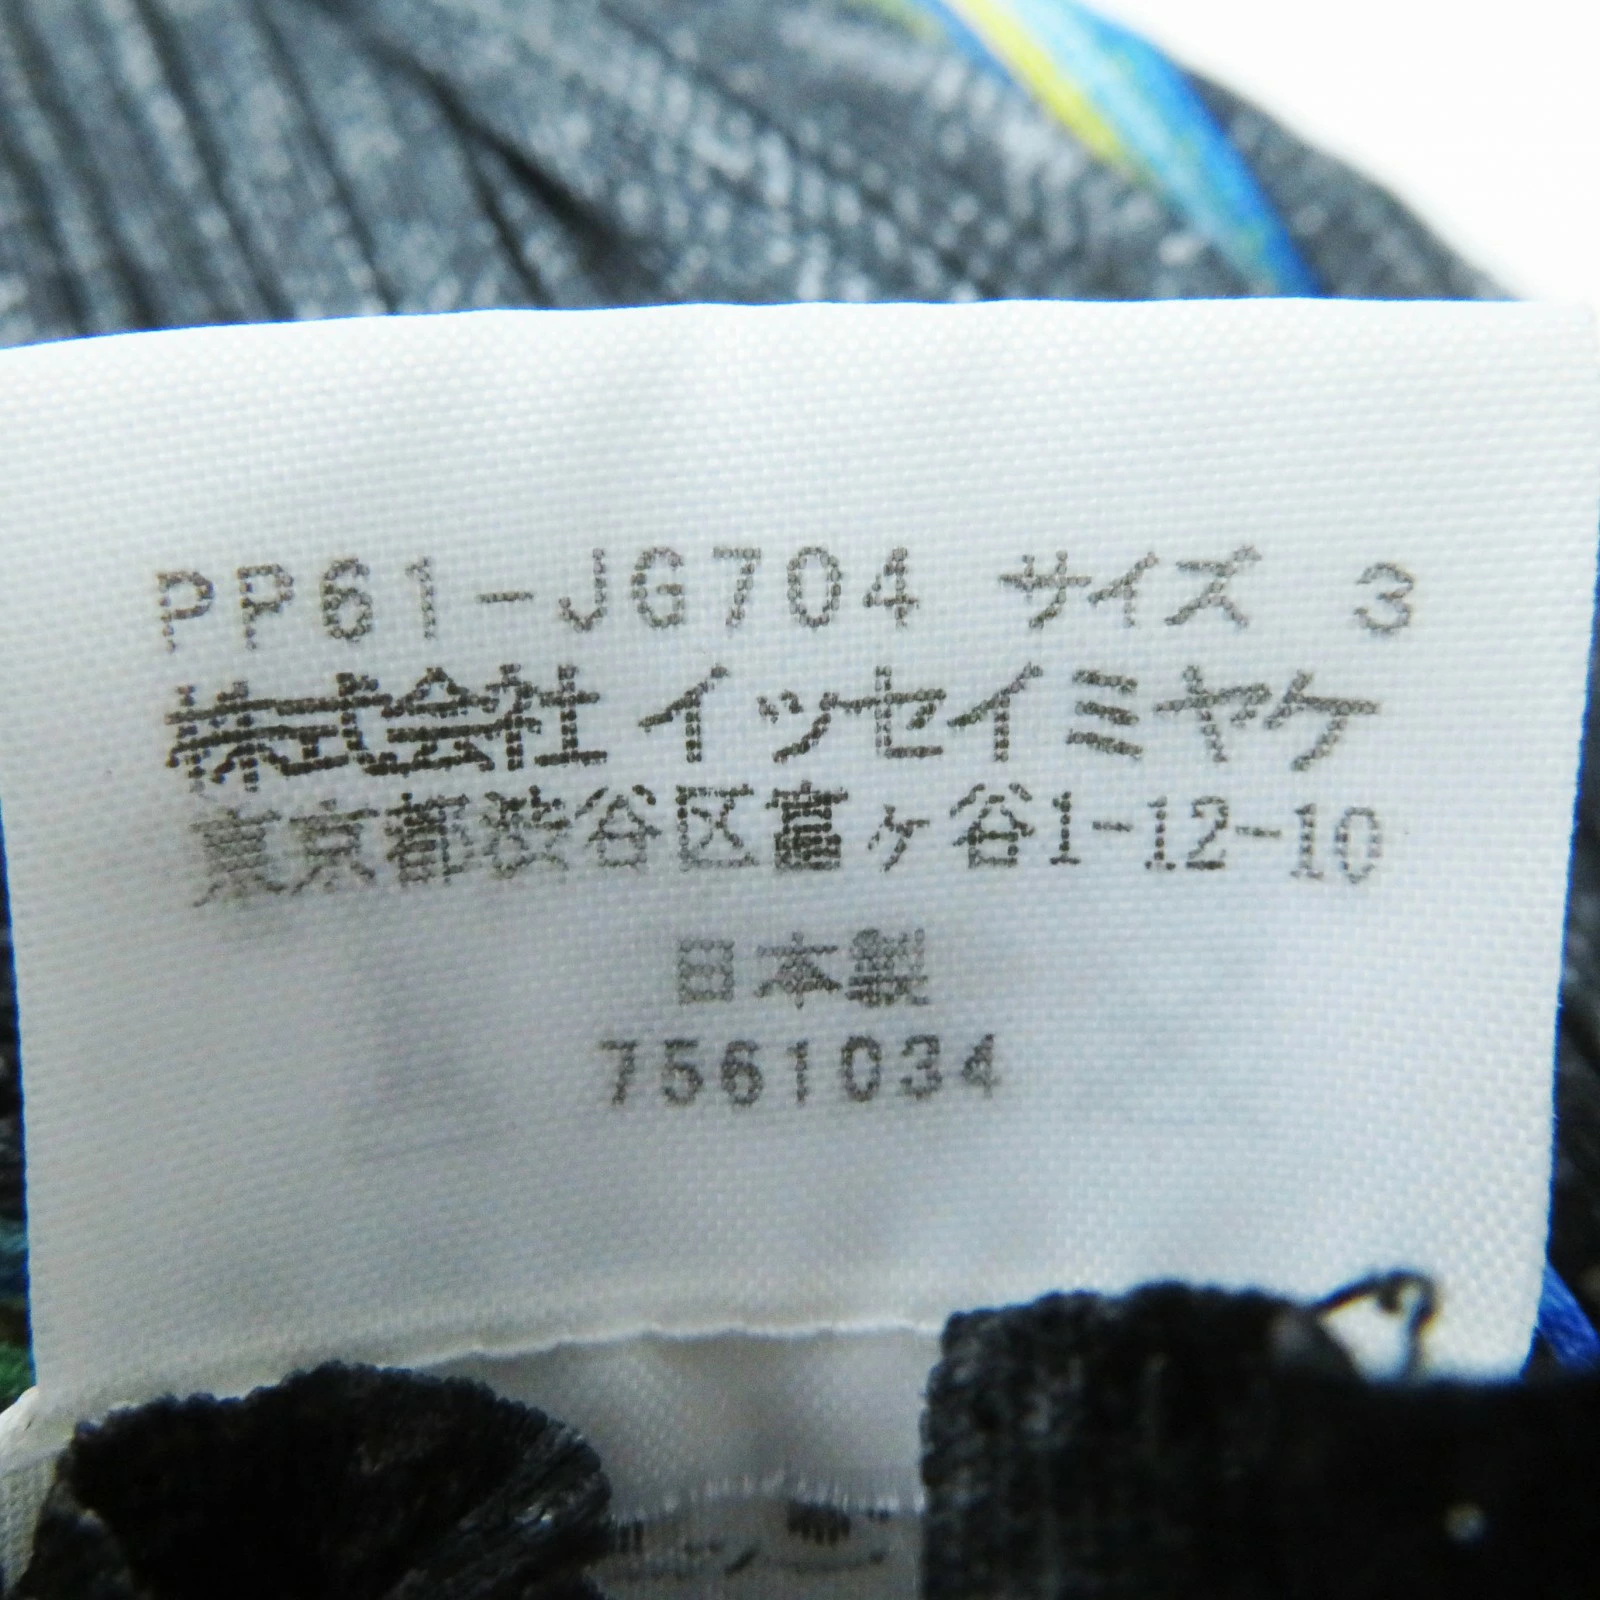 PP61-JG704 サイズ 3
株式会社イッセイミヤケ
東京都渋谷区富ヶ谷1-12-10
日本製
7561034